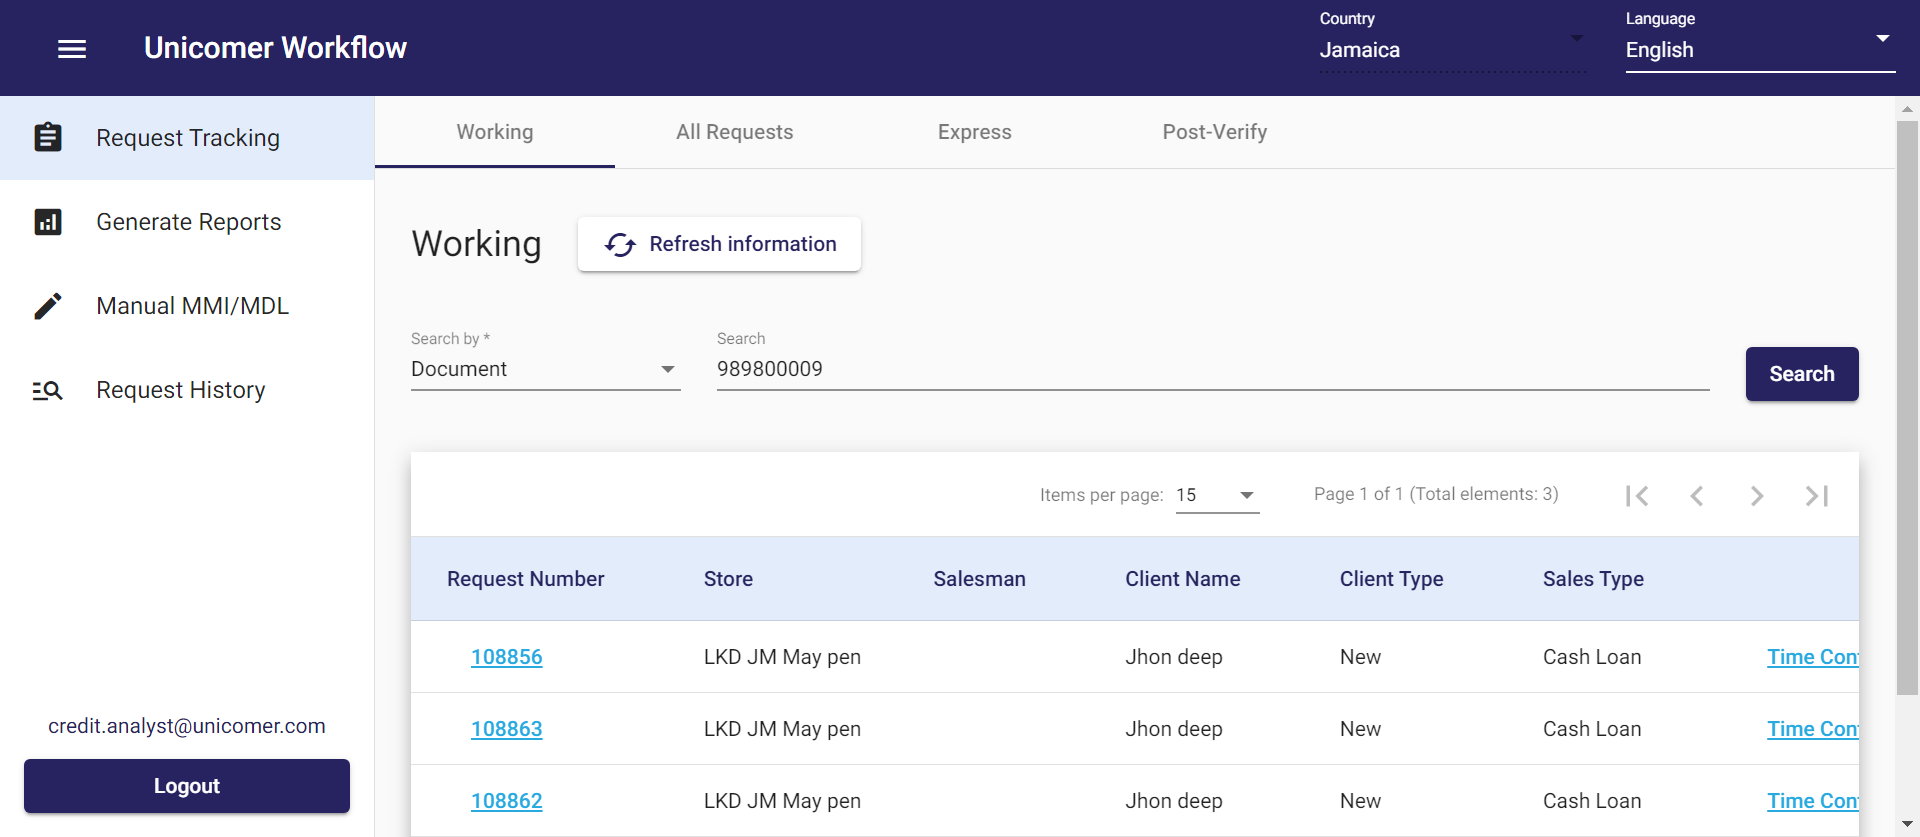 Unicomer Workflow
Country
Jamaica
Language
English
Request Tracking
Generate Reports
Manual MMI/MDL
Request History
credit.analyst@unicomer.com
Logout
Working All Requests Express Post-Verify
Working
Refresh information
Search by *
Document
Search
989800009
Search
Items per page: 15 Page 1 of 1 (Total elements: 3)
Request Number Store Salesman Client Name Client Type Sales Type
108856 LKD JM May pen Jhon deep New Cash Loan Time Con
108863 LKD JM May pen Jhon deep New Cash Loan Time Con
108862 LKD JM May pen Jhon deep New Cash Loan Time Con